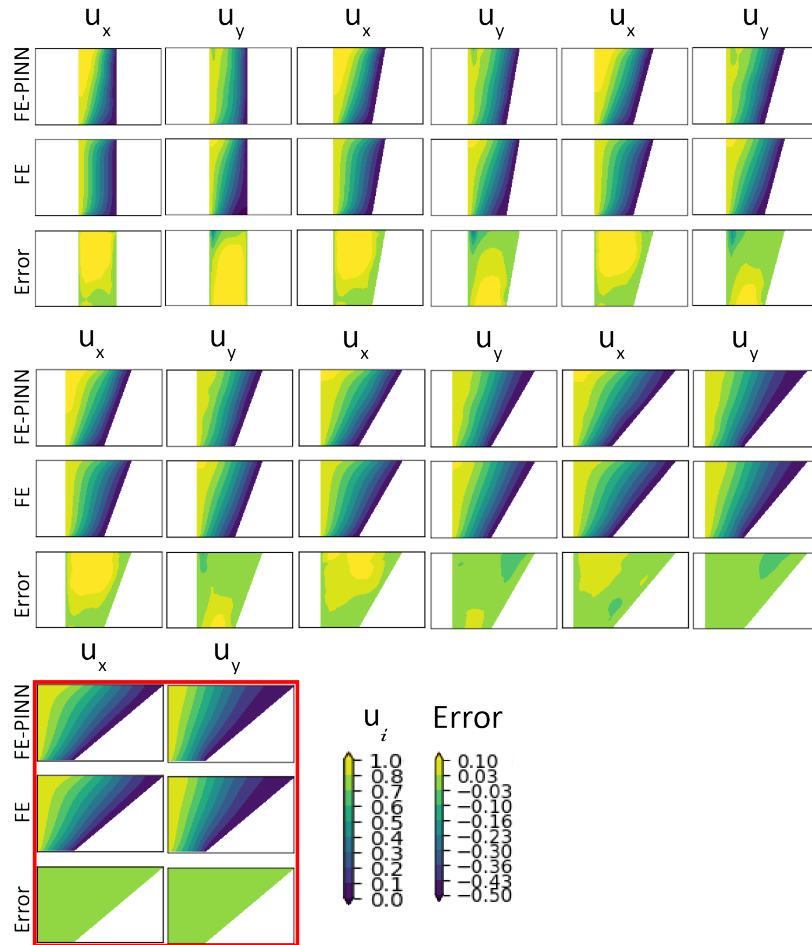 u_x u_y u_x u_y u_x u_y
FE-PINN
FE
Error
u_x u_y u_x u_y u_x u_y
FE-PINN
FE
Error
u_x u_y
FE-PINN
FE
Error
u_i Error
1.0 0.10
0.8 0.03
0.7 −0.03
0.6 −0.10
0.5 −0.16
0.4 −0.23
0.3 −0.30
0.2 −0.36
0.1 −0.43
0.0 −0.50